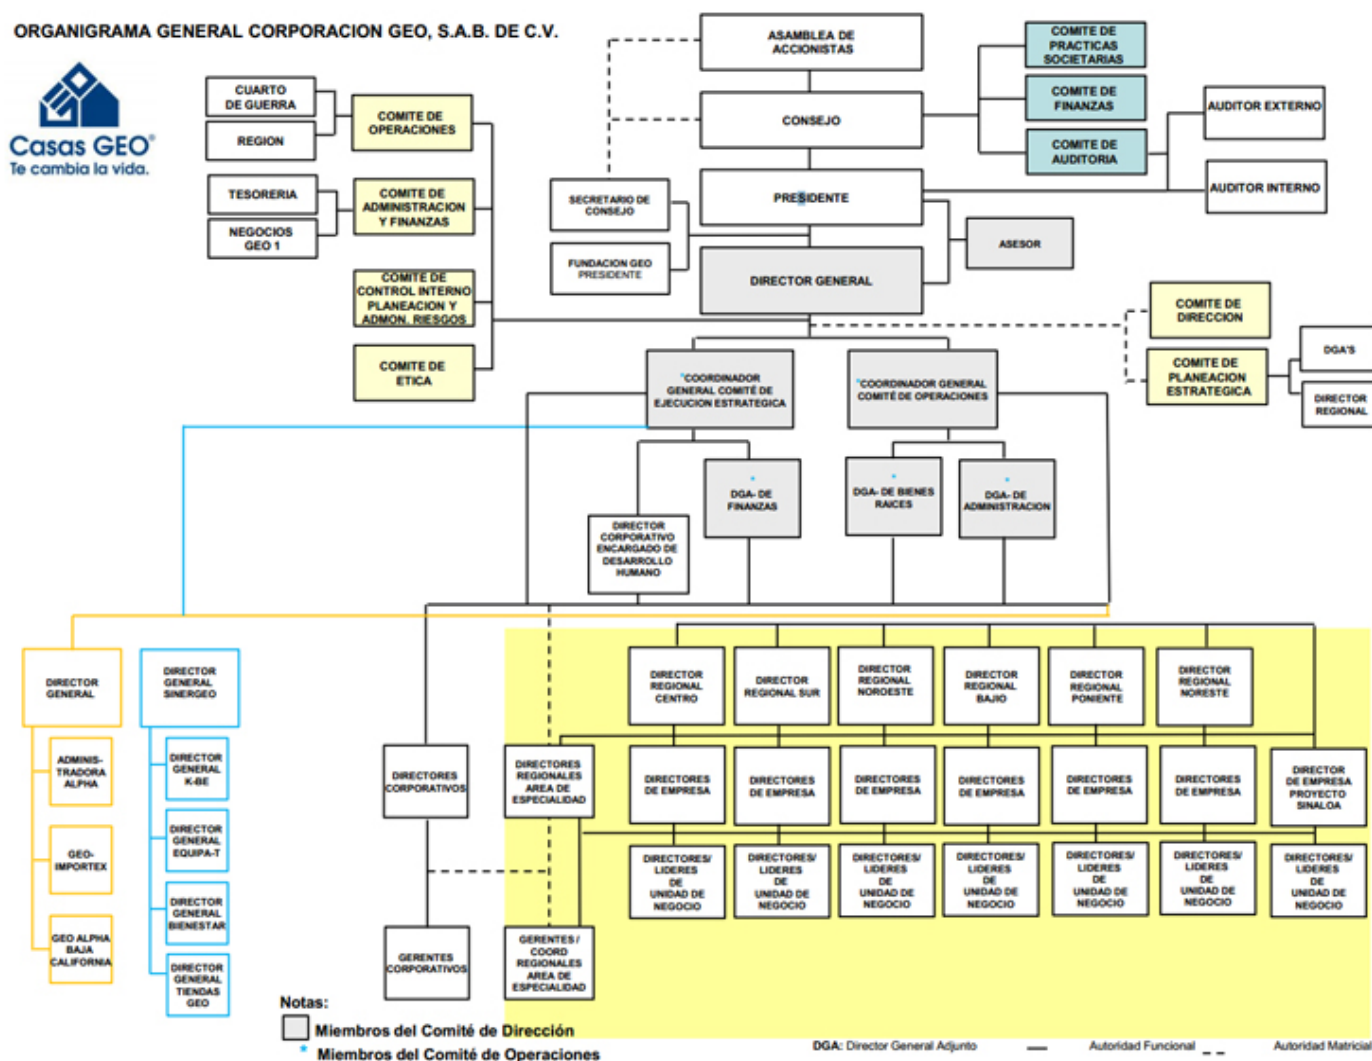 ORGANIGRAMA GENERAL CORPORACION GEO, S.A.B. DE C.V.
Casas GEO®
Te cambia la vida.
ASAMBLEA DE
ACCIONISTAS
CONSEJO
PRESIDENTE
DIRECTOR GENERAL
COMITE DE
PRACTICAS
SOCIETARIAS
COMITE DE
FINANZAS
COMITE DE
AUDITORIA
AUDITOR EXTERNO
AUDITOR INTERNO
CUARTO
DE GUERRA
REGION
COMITE DE
OPERACIONES
TESORERIA
NEGOCIOS
GEO 1
COMITE DE
ADMINISTRACION
Y FINANZAS
COMITE DE
CONTROL INTERNO
PLANEACION Y
ADMON. RIESGOS
COMITE DE
ETICA
SECRETARIO DE
CONSEJO
FUNDACION GEO
PRESIDENTE
ASESOR
COMITE DE
DIRECCION
COMITE DE
PLANEACION
ESTRATEGICA
DGA'S
DIRECTOR
REGIONAL
*COORDINADOR
GENERAL COMITÉ DE
EJECUCION ESTRATEGICA
*COORDINADOR GENERAL
COMITÉ DE OPERACIONES
DIRECTOR
CORPORATIVO
ENCARGADO DE
DESARROLLO
HUMANO
*
DGA- DE
FINANZAS
*
DGA- DE BIENES
RAICES
*
DGA- DE
ADMINISTRACION
DIRECTOR
GENERAL
ADMINIS-
TRADORA
ALPHA
GEO-
IMPORTEX
GEO ALPHA
BAJA
CALIFORNIA
DIRECTOR
GENERAL
SINERGEO
DIRECTOR
GENERAL
K-BE
DIRECTOR
GENERAL
EQUIPA-T
DIRECTOR
GENERAL
BIENESTAR
DIRECTOR
GENERAL
TIENDAS
GEO
DIRECTORES
CORPORATIVOS
GERENTES
CORPORATIVOS
DIRECTORES
REGIONALES
AREA DE
ESPECIALIDAD
GERENTES /
COORD
REGIONALES
AREA DE
ESPECIALIDAD
DIRECTOR
REGIONAL
CENTRO
DIRECTOR
REGIONAL SUR
DIRECTOR
REGIONAL
NOROESTE
DIRECTOR
REGIONAL
BAJIO
DIRECTOR
REGIONAL
PONIENTE
DIRECTOR
REGIONAL
NORESTE
DIRECTORES
DE EMPRESA
DIRECTORES
DE EMPRESA
DIRECTORES
DE EMPRESA
DIRECTORES
DE EMPRESA
DIRECTORES
DE EMPRESA
DIRECTORES
DE EMPRESA
DIRECTOR
DE EMPRESA
PROYECTO
SINALOA
DIRECTORES/
LIDERES
DE
UNIDAD DE
NEGOCIO
DIRECTORES/
LIDERES
DE
UNIDAD DE
NEGOCIO
DIRECTORES/
LIDERES
DE
UNIDAD DE
NEGOCIO
DIRECTORES/
LIDERES
DE
UNIDAD DE
NEGOCIO
DIRECTORES/
LIDERES
DE
UNIDAD DE
NEGOCIO
DIRECTORES/
LIDERES
DE
UNIDAD DE
NEGOCIO
DIRECTORES/
LIDERES
DE
UNIDAD DE
NEGOCIO
Notas:
Miembros del Comité de Dirección
* Miembros del Comité de Operaciones
DGA: Director General Adjunto
Autoridad Funcional
Autoridad Matricial